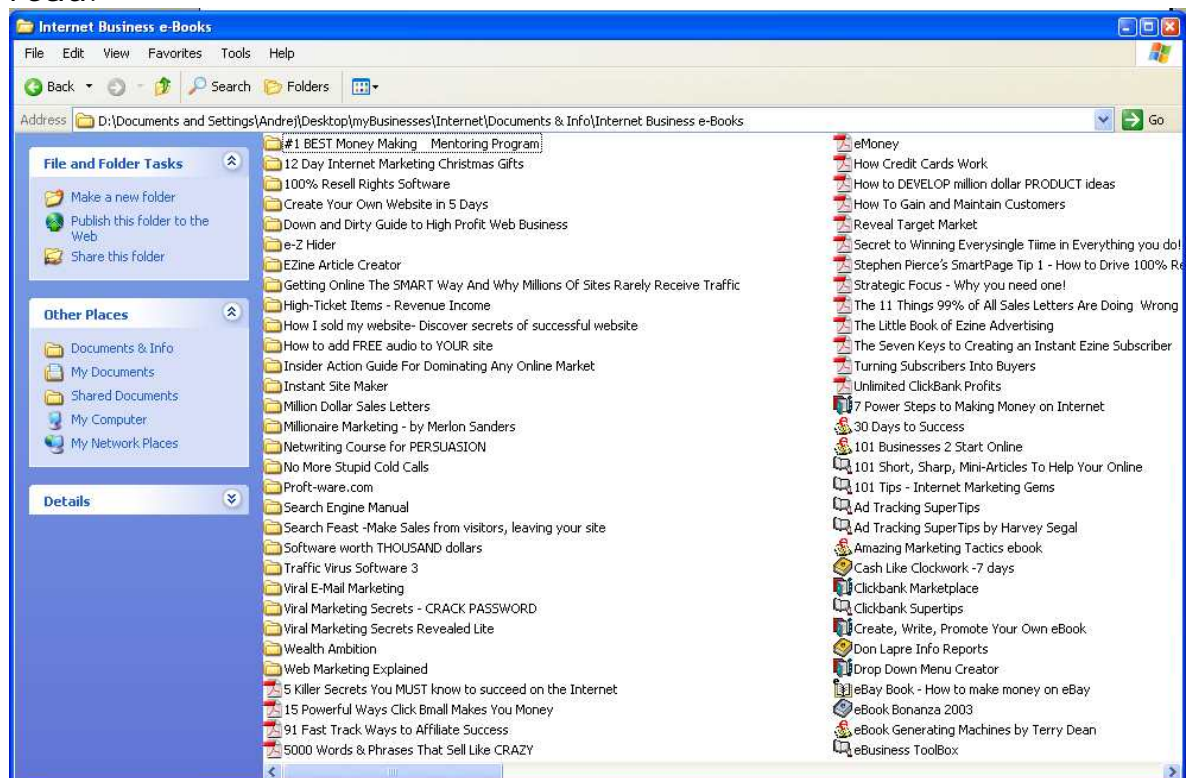 Internet Business e-Books
File Edit View Favorites Tools Help
Back Search Folders
Address D:\Documents and Settings\Andrej\Desktop\myBusinesses\Internet\Documents & Info\Internet Business e-Books Go
File and Folder Tasks
Make a new folder
Publish this folder to the
Web
Share this folder
Other Places
Documents & Info
My Documents
Shared Documents
My Computer
My Network Places
Details
#1 BEST Money Making Mentoring Program
12 Day Internet Marketing Christmas Gifts
100% Resell Rights Software
Create Your Own Website in 5 Days
Down and Dirty Guide to High Profit Web Business
e-Z Hider
EZine Article Creator
Getting Online The SMART Way And Why Millions Of Sites Rarely Receive Traffic
High-Ticket Items - Revenue Income
How I sold my website- Discover secrets of successful website
How to add FREE audio to YOUR site
Insider Action Guide For Dominating Any Online Market
Instant Site Maker
Million Dollar Sales Letters
Millionaire Marketing - by Merlon Sanders
Netwriting Course for PERSUASION
No More Stupid Cold Calls
Proft-ware.com
Search Engine Manual
Search Feast -Make Sales from visitors, leaving your site
Software worth THOUSAND dollars
Traffic Virus Software 3
Viral E-Mail Marketing
Viral Marketing Secrets - CRACK PASSWORD
Viral Marketing Secrets Revealed Lite
Wealth Ambition
Web Marketing Explained
5 Killer Secrets You MUST know to succeed on the Internet
15 Powerful Ways Click Bmall Makes You Money
91 Fast Track Ways to Affiliate Success
5000 Words & Phrases That Sell Like CRAZY
eMoney
How Credit Cards Work
How to DEVELOP million dollar PRODUCT ideas
How To Gain and Maintain Customers
Reveal Target Market
Secret to Winning Everysingle Tiime in Everything you do!
Stephen Pierce's SmartPage Tip 1 - How to Drive 100% Re
Strategic Focus - Why you need one!
The 11 Things 99% of All Sales Letters Are Doing Wrong
The Little Book of Ezine Advertising
The Seven Keys to Creating an Instant Ezine Subscriber
Turning Subscribers Into Buyers
Unlimited ClickBank Profits
7 Power Steps to Making Money on Internet
30 Days to Success
101 Businesses 2 Start Online
101 Short, Sharp, Mini-Articles To Help Your Online
101 Tips - Internet Marketing Gems
Ad Tracking SuperTips
Ad Tracking SuperTips by Harvey Segal
Amazing Marketing Tactics ebook
Cash Like Clockwork -7 days
Clickbank Marketplace
Clickbank Supertips
Create, Write, Promote Your Own eBook
Don Lapre Info Reports
Drop Down Menu Creator
eBay Book - How to make money on eBay
eBook Bonanza 2003
eBook Generating Machines by Terry Dean
eBusiness ToolBox